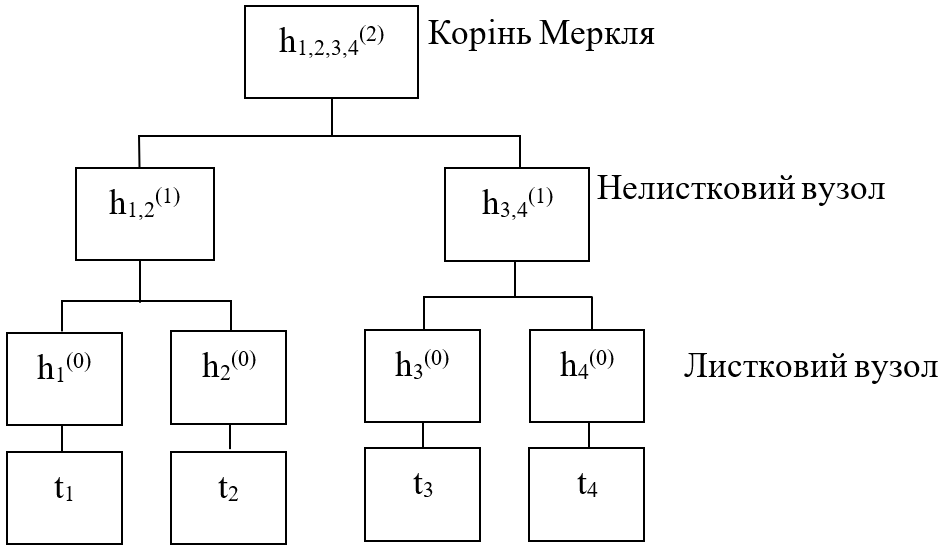 h1,2,3,4(2) Корінь Меркля
h1,2(1) h3,4(1) Нелистковий вузол
h1(0) h2(0) h3(0) h4(0) Листковий вузол
t1 t2 t3 t4